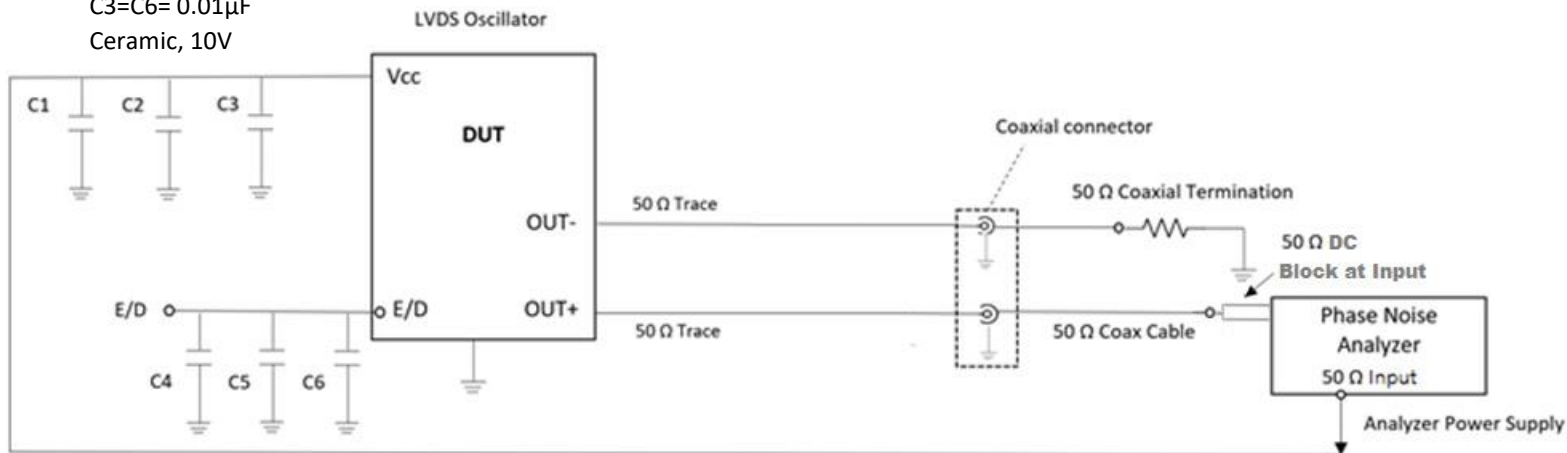 C3=C6= 0.01µF
Ceramic, 10V
LVDS Oscillator
Vcc
C1
C2
C3
DUT
Coaxial connector
50 Ω Trace
50 Ω Coaxial Termination
OUT-
50 Ω DC
Block at Input
E/D
E/D
OUT+
50 Ω Trace
50 Ω Coax Cable
Phase Noise
Analyzer
50 Ω Input
C4
C5
C6
Analyzer Power Supply